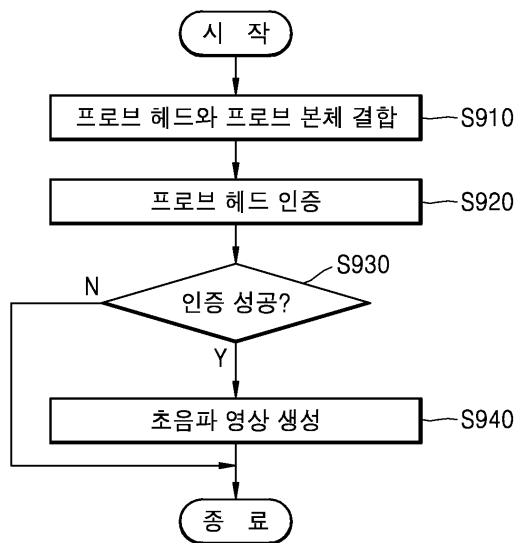 시 작
프로브 헤드와 프로브 본체 결합
S910
프로브 헤드 인증
S920
S930
N
인증 성공?
Y
초음파 영상 생성
S940
종 료